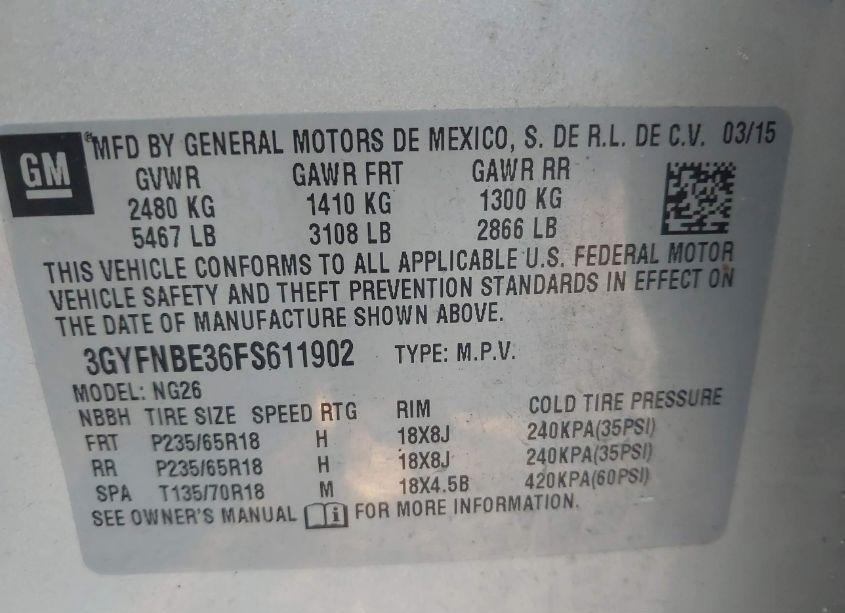 GM
®MFD BY GENERAL MOTORS DE MEXICO, S. DE R.L. DE C.V. 03/15
GVWR GAWR FRT GAWR RR
2480 KG 1410 KG 1300 KG
5467 LB 3108 LB 2866 LB
THIS VEHICLE CONFORMS TO ALL APPLICABLE U.S. FEDERAL MOTOR
VEHICLE SAFETY AND THEFT PREVENTION STANDARDS IN EFFECT ON
THE DATE OF MANUFACTURE SHOWN ABOVE.
3GYFNBE36FS611902 TYPE: M.P.V.
MODEL: NG26
NBBH TIRE SIZE SPEED RTG RIM COLD TIRE PRESSURE
FRT P235/65R18 H 18X8J 240KPA(35PSI)
RR P235/65R18 H 18X8J 240KPA(35PSI)
SPA T135/70R18 M 18X4.5B 420KPA(60PSI)
SEE OWNER'S MANUAL i FOR MORE INFORMATION.